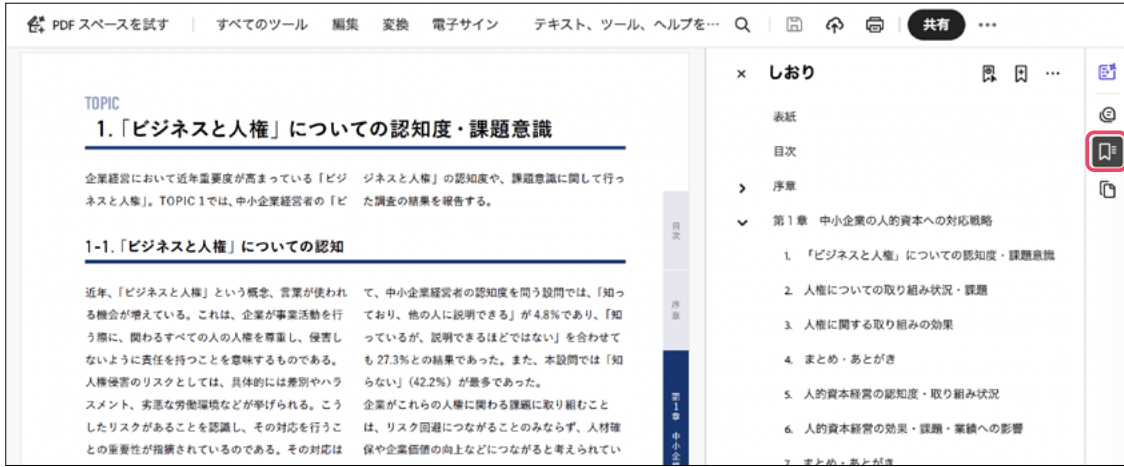 PDF スペースを試す すべてのツール 編集 変換 電子サイン テキスト、ツール、ヘルプを… 共有
TOPIC
1.「ビジネスと人権」についての認知度・課題意識
企業経営において近年重要度が高まっている「ビジ
ネスと人権」。TOPIC 1では、中小企業経営者の「ビ
ジネスと人権」の認知度や、課題意識に関して行っ
た調査の結果を報告する。
1-1.「ビジネスと人権」についての認知
近年、「ビジネスと人権」という概念、言葉が使われ
る機会が増えている。これは、企業が事業活動を行
う際に、関わるすべての人の人権を尊重し、侵害し
ないように責任を持つことを意味するものである。
人権侵害のリスクとしては、具体的には差別やハラ
スメント、劣悪な労働環境などが挙げられる。こう
したリスクがあることを認識し、その対応を行うこ
との重要性が指摘されているのである。その対応は
て、中小企業経営者の認知度を問う設問では、「知っ
ており、他の人に説明できる」が 4.8%であり、「知
っているが、説明できるほどではない」を合わせて
も 27.3%との結果であった。また、本設問では「知
らない」(42.2%) が最多であった。
企業がこれらの人権に関わる課題に取り組むこと
は、リスク回避につながることのみならず、人材確
保や企業価値の向上などにつながると考えられてい
目次
序章
第1章 中小企
しおり
表紙
目次
序章
第1章 中小企業の人的資本への対応戦略
1. 「ビジネスと人権」についての認知度・課題意識
2. 人権についての取り組み状況・課題
3. 人権に関する取り組みの効果
4. まとめ・あとがき
5. 人的資本経営の認知度・取り組み状況
6. 人的資本経営の効果・課題・業績への影響
7. まとめ・あとがき